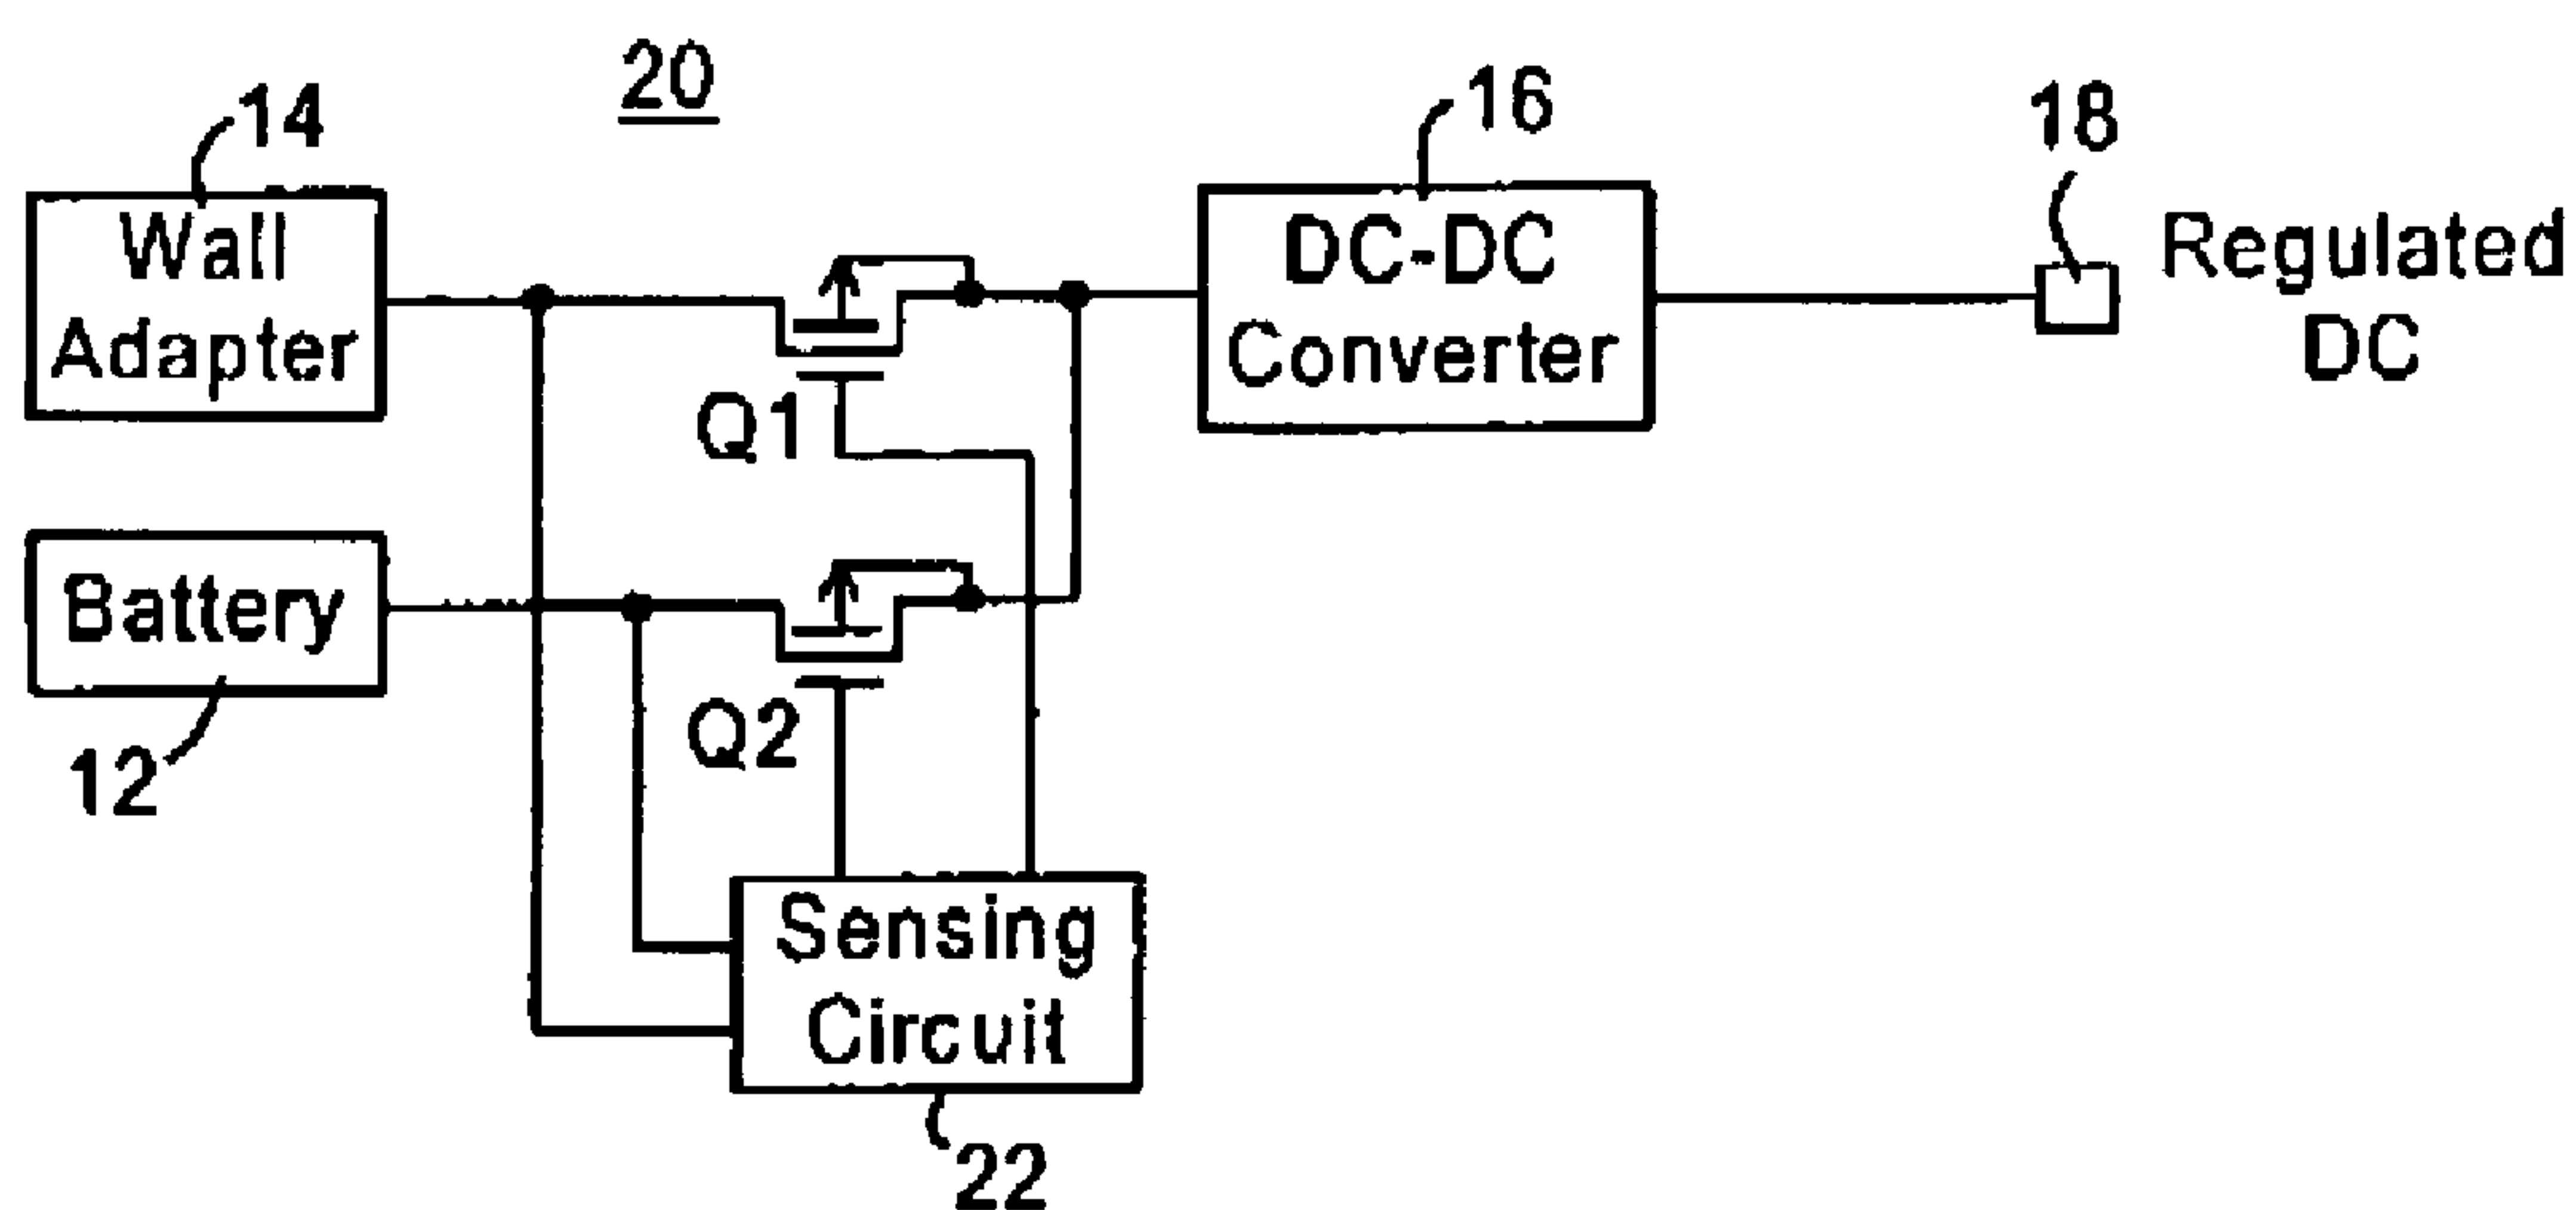 20
14
16
18
Wall
Adapter
DC-DC
Converter
Regulated
DC
Q1
Battery
Q2
12
Sensing
Circuit
22